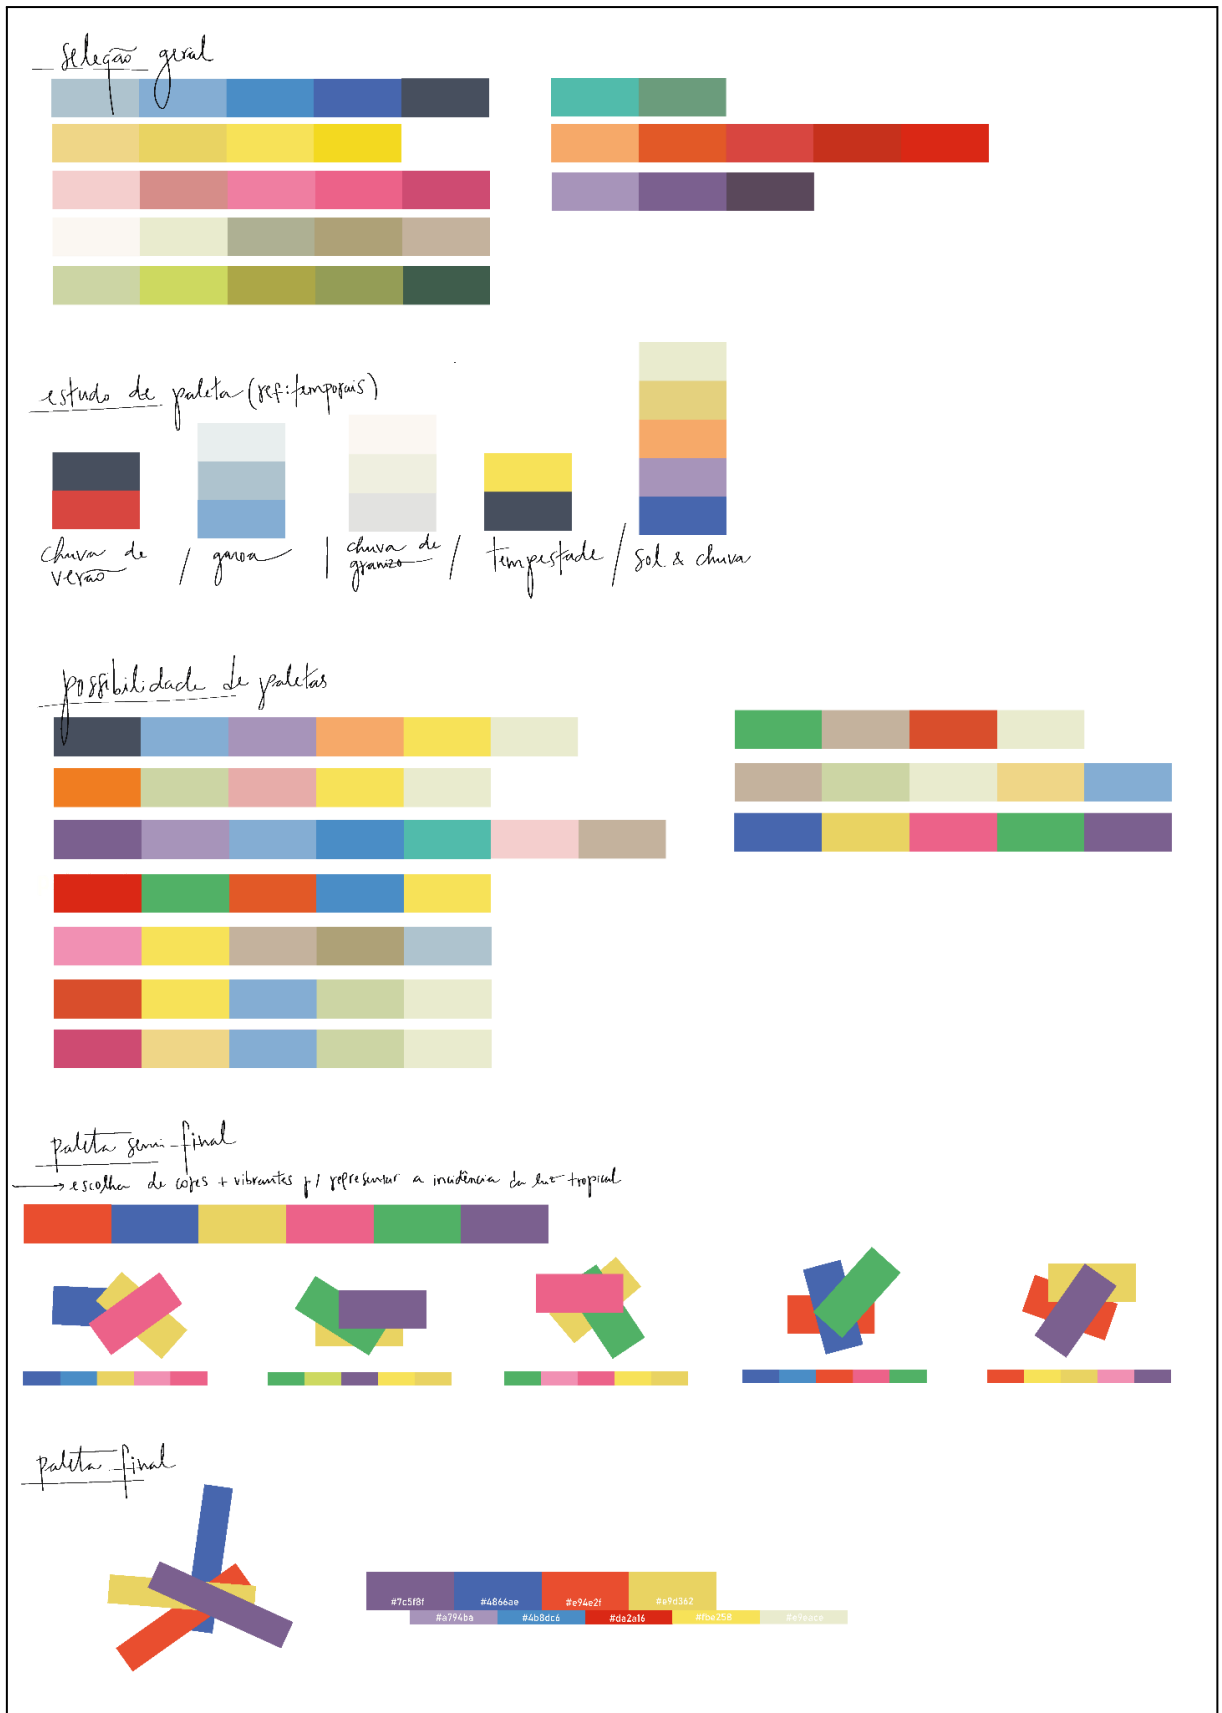 seleção geral
estudo de paleta (ref: temporais)
chuva de
verão
/ garoa
| chuva de
granizo
/ tempestade
/ sol & chuva
possibilidade de paletas
paleta semi-final
→ escolha de cores + vibrantes p/ representar a incidência da luz tropical
paleta final
#7c5f8f #4866ae #e94e2f #e9d362
#a794ba #4b8dc6 #da2a16 #fbe258